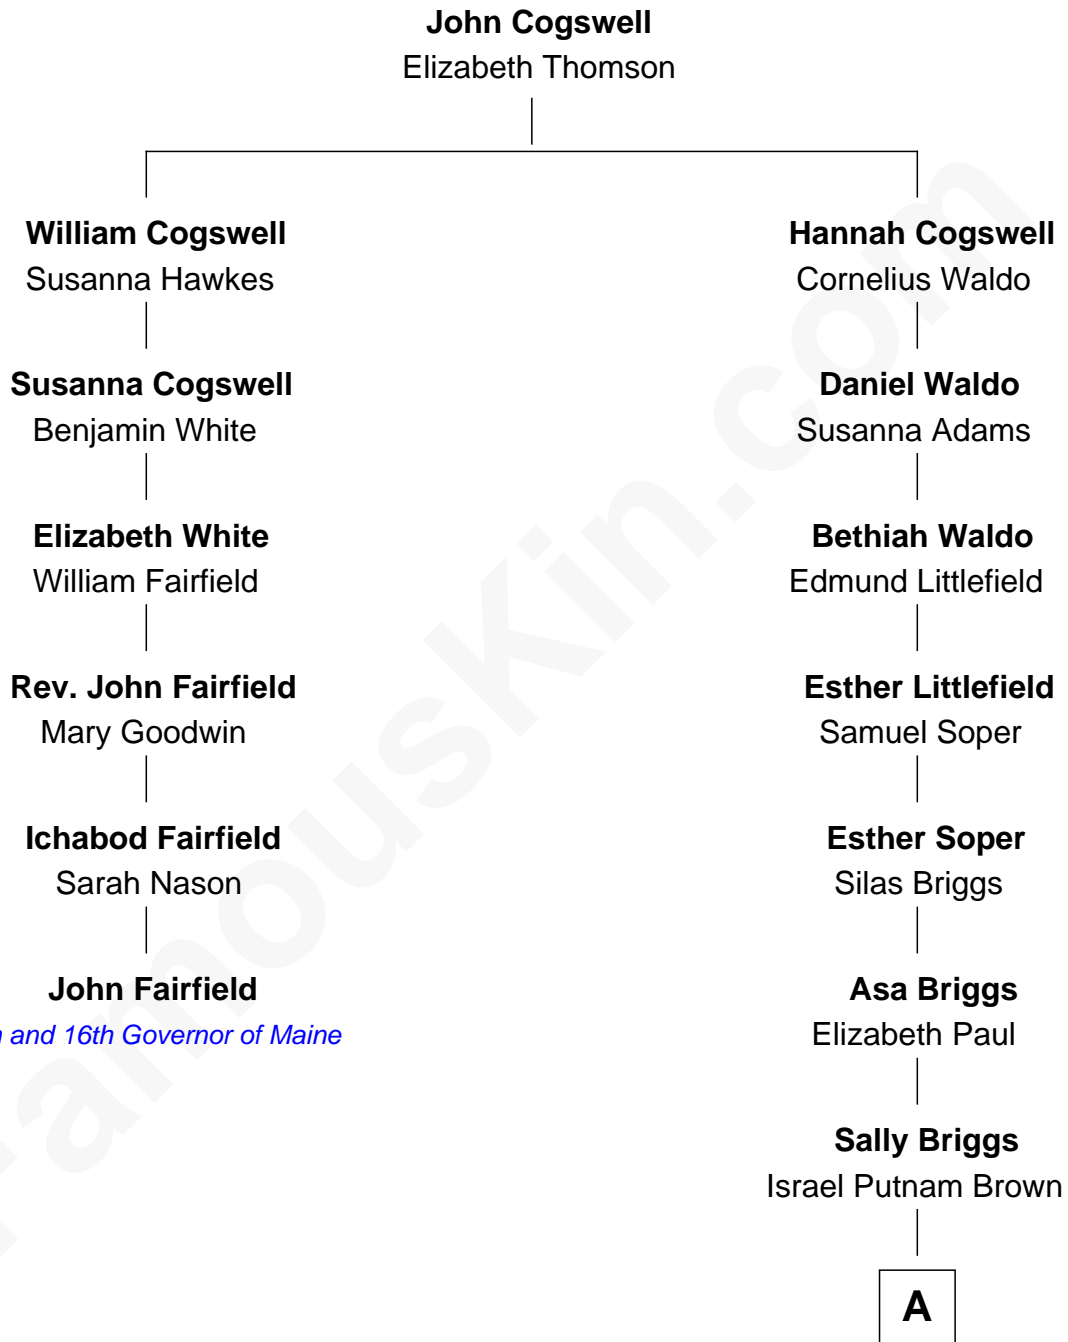 John Cogswell
Elizabeth Thomson
William Cogswell
Susanna Hawkes
Susanna Cogswell
Benjamin White
Elizabeth White
William Fairfield
Rev. John Fairfield
Mary Goodwin
Ichabod Fairfield
Sarah Nason
John Fairfield
and 16th Governor of Maine
Hannah Cogswell
Cornelius Waldo
Daniel Waldo
Susanna Adams
Bethiah Waldo
Edmund Littlefield
Esther Littlefield
Samuel Soper
Esther Soper
Silas Briggs
Asa Briggs
Elizabeth Paul
Sally Briggs
Israel Putnam Brown
A
FamousKin.com